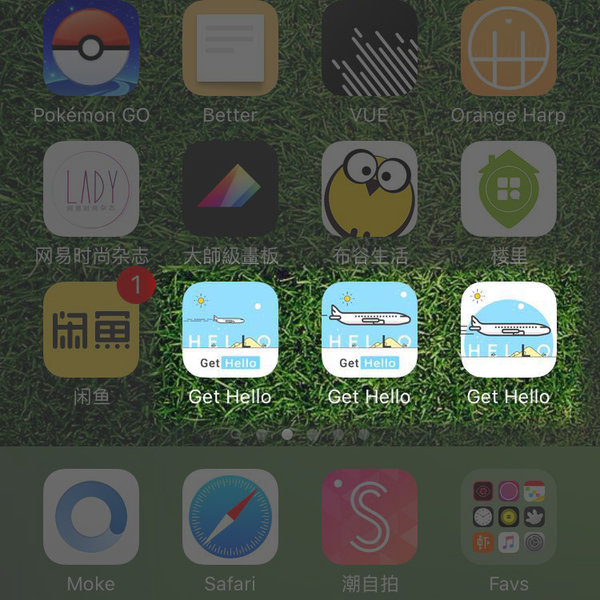 Pokémon GO
Better
VUE
Orange Harp
LADY
网易时尚杂志
大師級畫板
布谷生活
楼里
1
闲鱼
闲鱼
HELLO
Get Hello
Get Hello
HELLO
Get Hello
Get Hello
HELLO
Get Hello
Moke
Safari
S
潮自拍
Favs